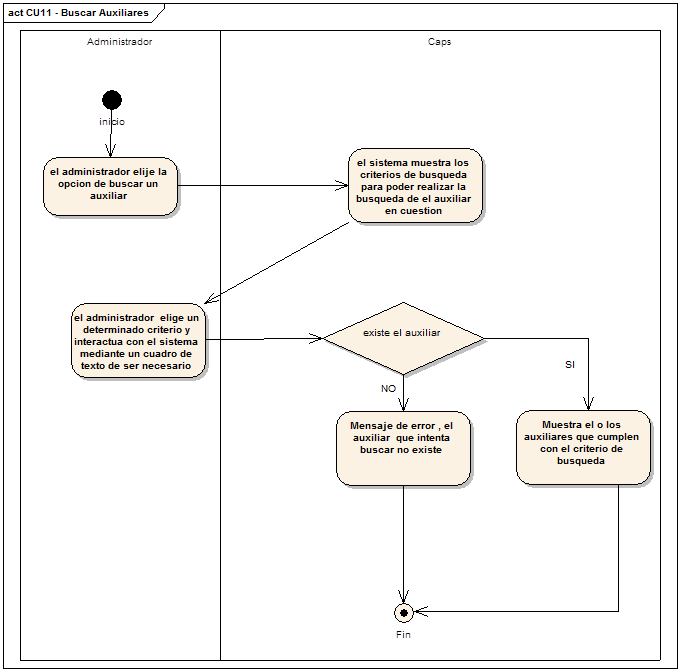 act CU11 - Buscar Auxiliares
Administrador
Caps
inicio
el administrador elije la
opcion de buscar un
auxiliar
el sistema muestra los
criterios de busqueda
para poder realizar la
busqueda de el auxiliar
en cuestion
el administrador elige un
determinado criterio y
interactua con el sistema
mediante un cuadro de
texto de ser necesario
existe el auxiliar
NO
SI
Mensaje de error , el
auxiliar que intenta
buscar no existe
Muestra el o los
auxiliares que cumplen
con el criterio de
busqueda
Fin